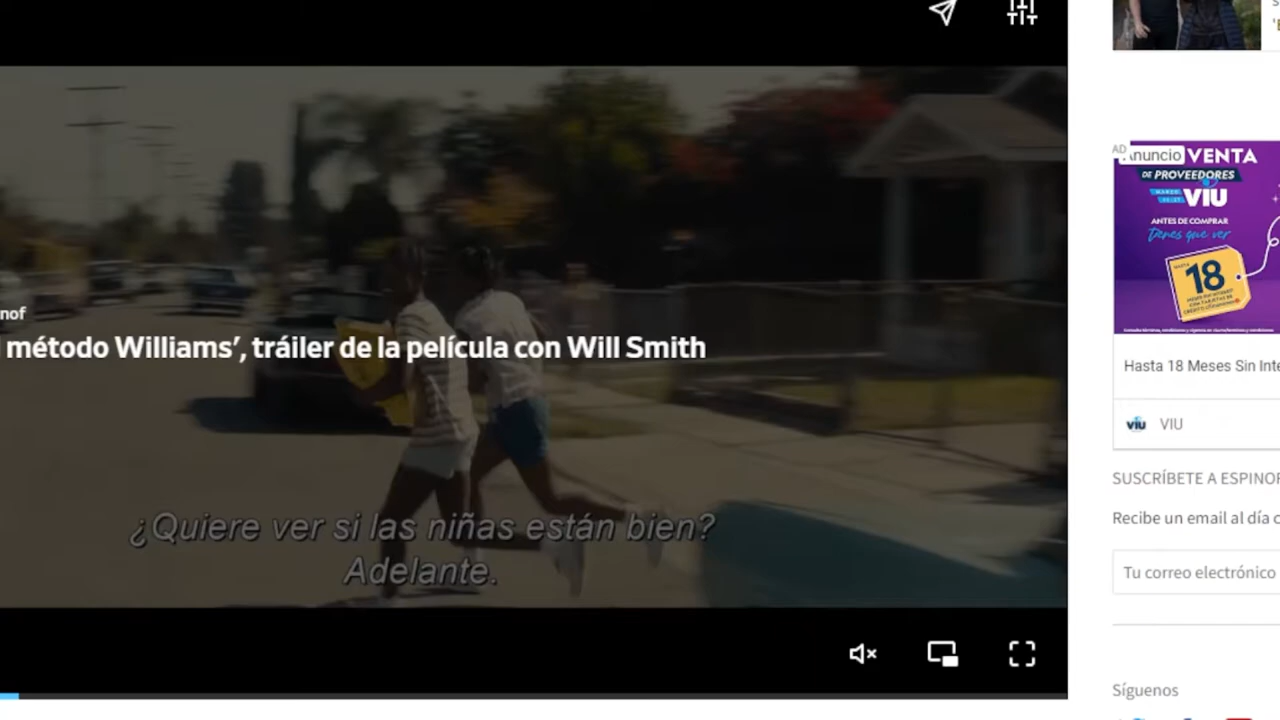 nof
método Williams’, tráiler de la película con Will Smith
¿Quiere ver si las niñas están bien?
Adelante.
AD
Anuncio
VENTA
DE PROVEEDORES
VIU
ANTES DE COMPRAR
tienes que ver
18
Hasta 18 Meses Sin Inte
viu
VIU
SUSCRÍBETE A ESPINOF
Recibe un email al día c
Tu correo electrónico
Síguenos